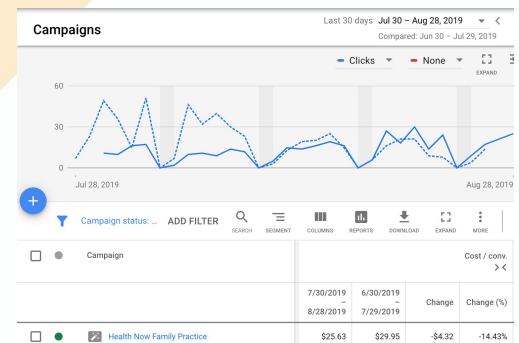 Campaigns
Last 30 days Jul 30 – Aug 28, 2019
Compared: Jun 30 – Jul 29, 2019
Clicks
None
EXPAND
60
30
0
Jul 28, 2019
Aug 28, 2019
Campaign status: ...
ADD FILTER
SEARCH
SEGMENT
COLUMNS
REPORTS
DOWNLOAD
EXPAND
MORE
Campaign
Cost / conv.
7/30/2019 – 8/28/2019
6/30/2019 – 7/29/2019
Change
Change (%)
Health Now Family Practice
$25.63
$29.95
-$4.32
-14.43%